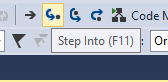 Code M
Step Into (F11)
: Or